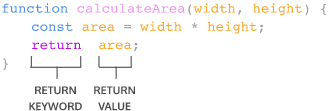 function calculateArea(width, height) {
const area = width * height;
return area;
}
RETURN RETURN
KEYWORD VALUE